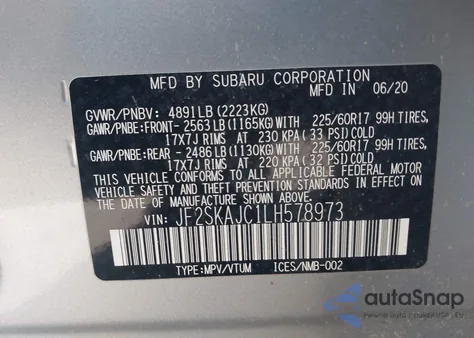 MFD BY SUBARU CORPORATION MFD IN 06/20
GVWR/PNBV: 4891LB(2223KG)
GAWR/PNBE:FRONT- 2563LB(1165KG) 225/60R17 99H TIRES,
17X7J RIMS AT 230 KPA(33 PSI)COLD
GAWR/PNBE:REAR -2486LB(1130KG) 225/60R17 99H TIRES,
17X7J RIMS AT 220 KPA(32 PSI)COLD
THIS VEHICLE CONFORMS TO ALL APPLICABLE
FEDERAL MOTOR VEHICLE SAFETY, BUMPER,
AND THEFT PREVENTION STANDARDS IN EFFECT
ON THE DATE OF MANUFACTURE SHOWN
ABOVE.
VIN: JF2SKAJC1LH578973
TYPE:MPV/VTUM ICES/NMB-002
autoSnap